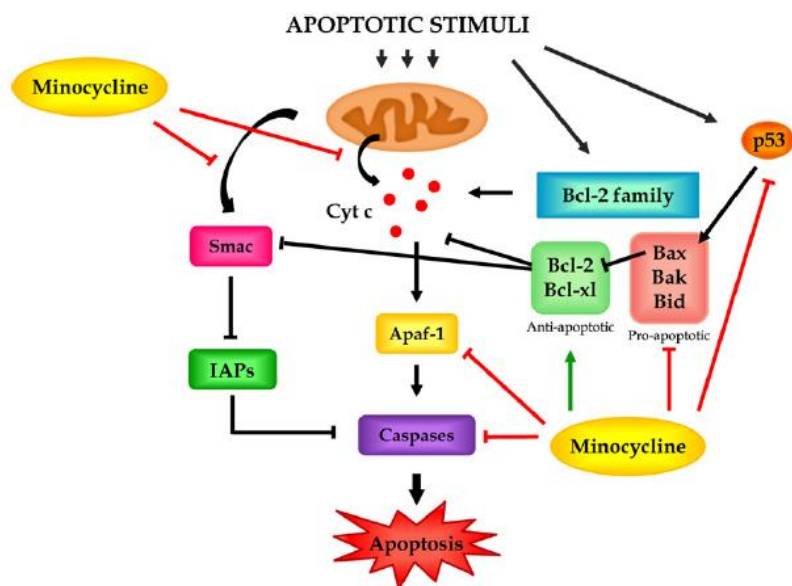 APOPTOTIC STIMULI
Minocycline
p53
Bcl-2 family
Cyt c
Smac
Bcl-2
Bcl-xl
Bax
Bak
Bid
Anti-apoptotic
Pro-apoptotic
Apaf-1
IAPs
Caspases
Minocycline
Apoptosis